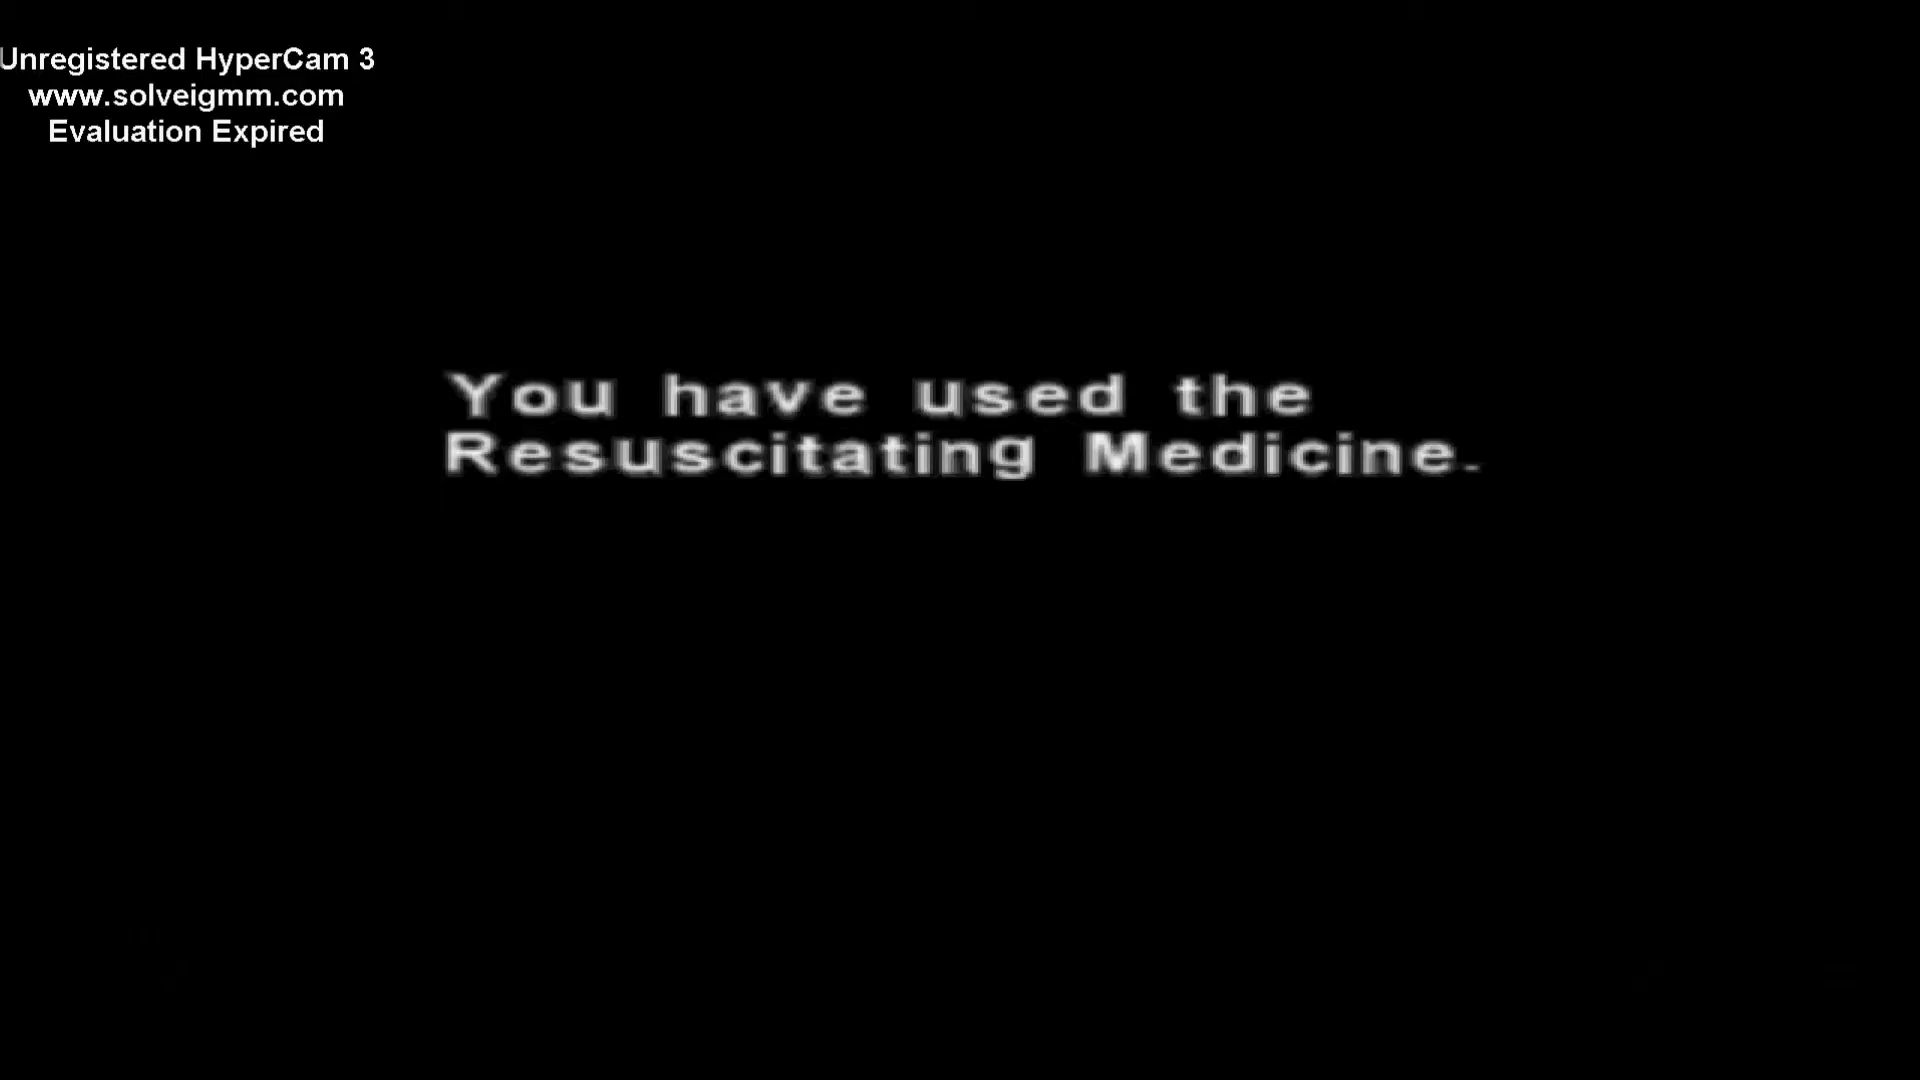 Unregistered HyperCam 3
www.solveigmm.com
Evaluation Expired
You have used the
Resuscitating Medicine.